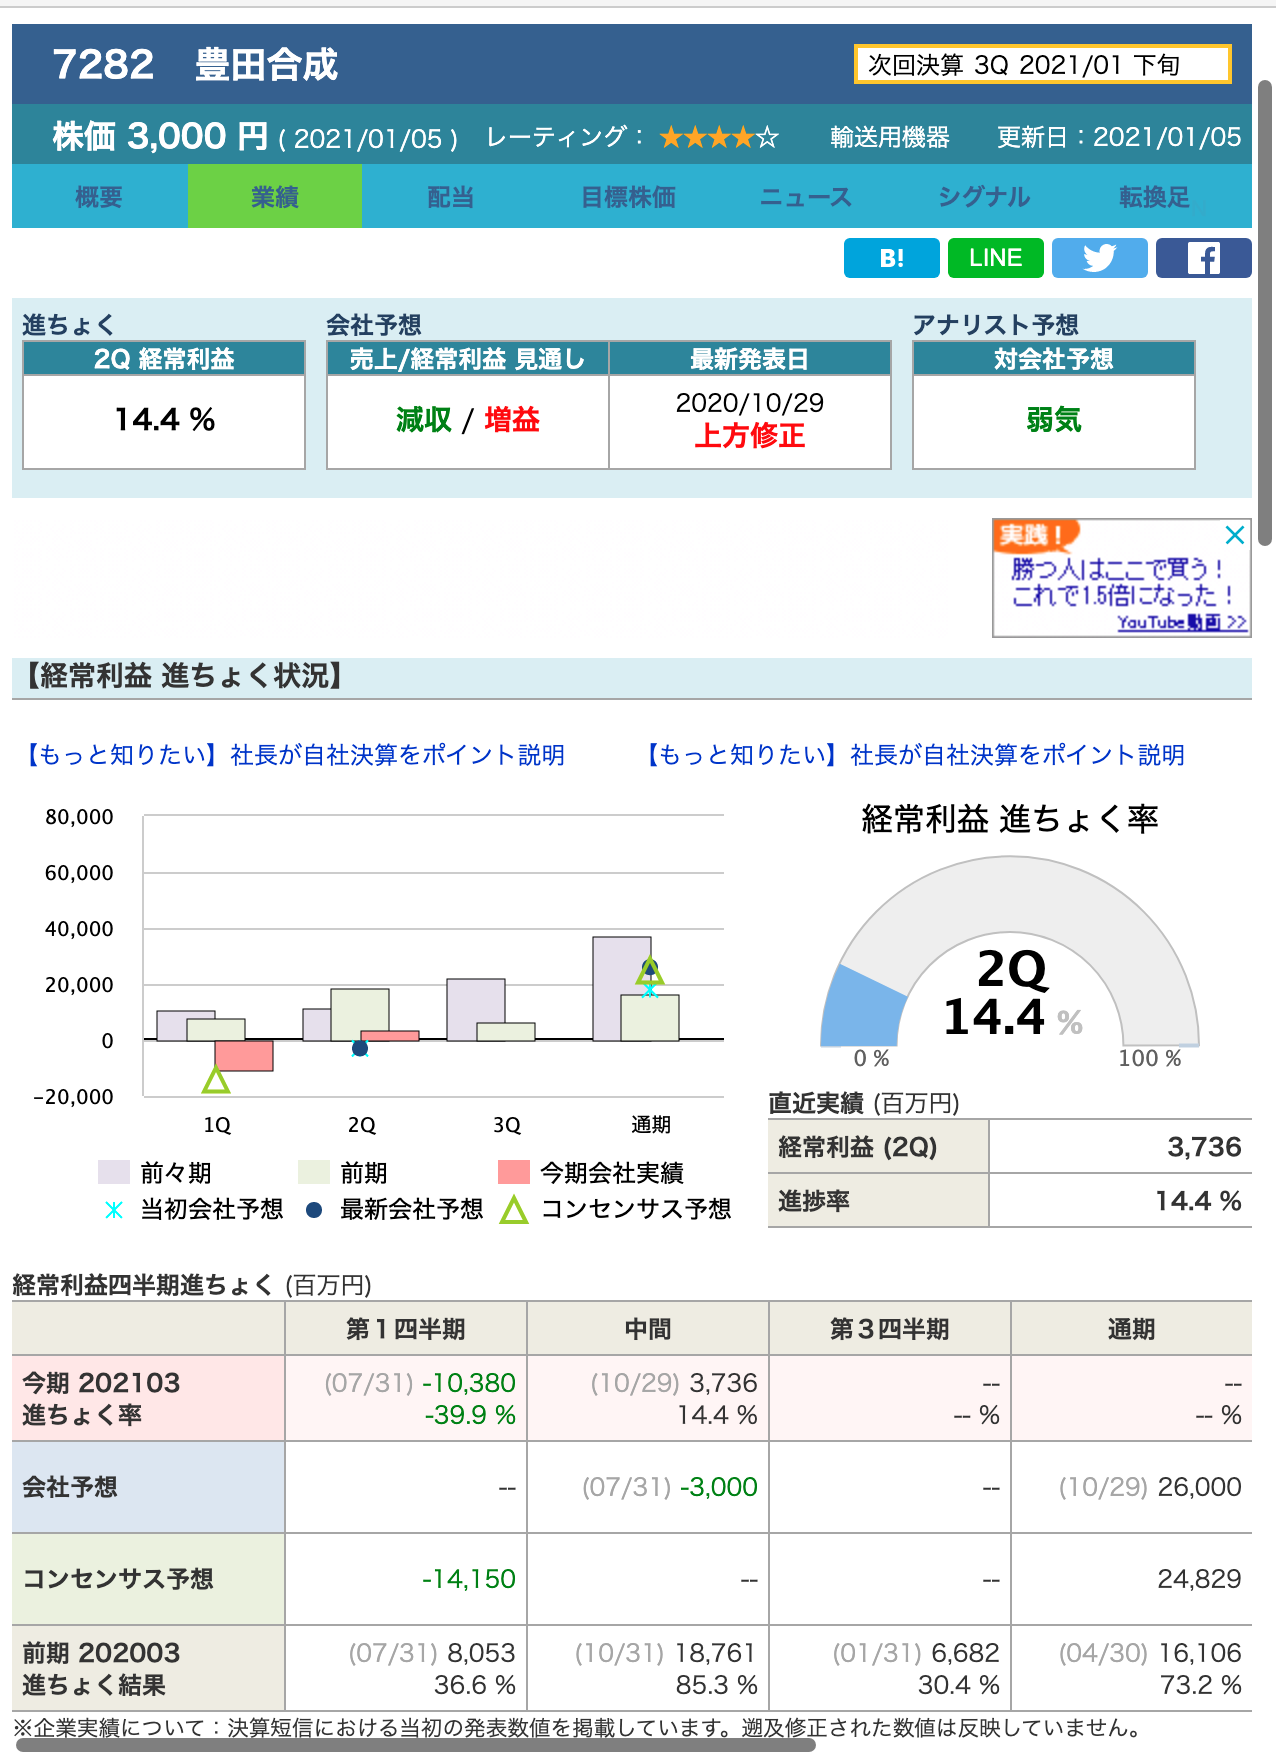 7282 豊田合成
次回決算 3Q 2021/01 下旬
株価 3,000 円 ( 2021/01/05 ) レーティング： ★★★★☆ 輸送用機器 更新日：2021/01/05
概要 業績 配当 目標株価 ニュース シグナル 転換足
B! LINE
進ちょく 会社予想 アナリスト予想
2Q 経常利益 売上/経常利益 見通し 最新発表日 対会社予想
14.4 % 減収 / 増益 2020/10/29 弱気
上方修正
実践！
勝つ人はここで買う！
これで1.5倍になった！
YouTube動画 >>
【経常利益 進ちょく状況】
【もっと知りたい】社長が自社決算をポイント説明 【もっと知りたい】社長が自社決算をポイント説明
80,000
60,000
40,000
20,000
0
-20,000
1Q 2Q 3Q 通期
前々期 前期 今期会社実績
当初会社予想 最新会社予想 コンセンサス予想
経常利益 進ちょく率
2Q
14.4 %
0 % 100 %
直近実績 (百万円)
経常利益 (2Q) 3,736
進捗率 14.4 %
経常利益四半期進ちょく (百万円)
第１四半期 中間 第３四半期 通期
今期 202103 (07/31) -10,380 (10/29) 3,736 -- --
進ちょく率 -39.9 % 14.4 % -- % -- %
会社予想 -- (07/31) -3,000 -- (10/29) 26,000
コンセンサス予想 -14,150 -- -- 24,829
前期 202003 (07/31) 8,053 (10/31) 18,761 (01/31) 6,682 (04/30) 16,106
進ちょく結果 36.6 % 85.3 % 30.4 % 73.2 %
※企業実績について：決算短信における当初の発表数値を掲載しています。遡及修正された数値は反映していません。